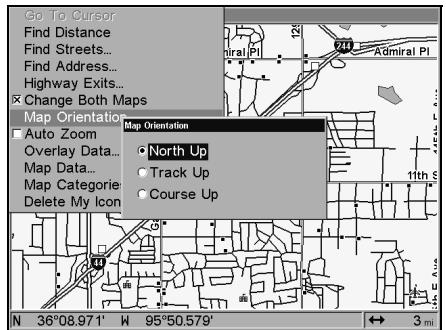 Go To Cursor
Find Distance
Find Streets...
Find Address...
Highway Exits...
Change Both Maps
Map Orientation
Auto Zoom
Overlay Data...
Map Data...
Map Categorie
Delete My Icon
Map Orientation
North Up
Track Up
Course Up
129
niral Pl
244
Admiral Pl
11th S
44
N 36°08.971' W 95°50.579'
↔ 3 mi